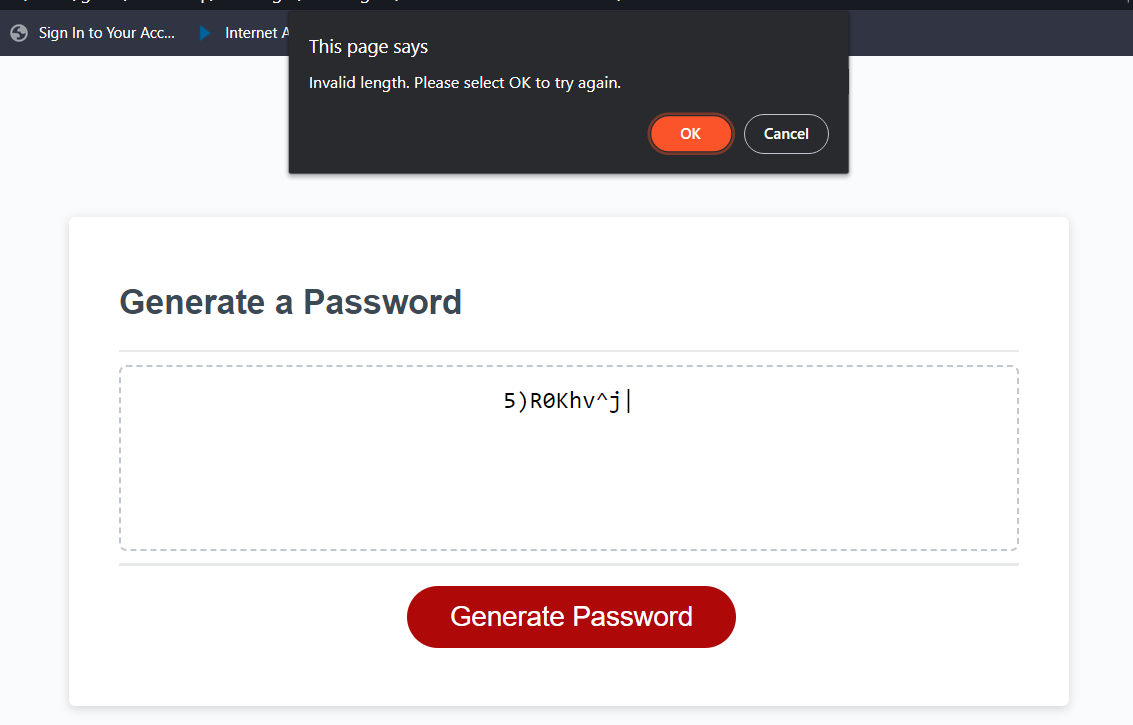 Sign In to Your Acc...
Internet A
This page says
Invalid length. Please select OK to try again.
OK
Cancel
Generate a Password
5)R0Khv^j|
Generate Password